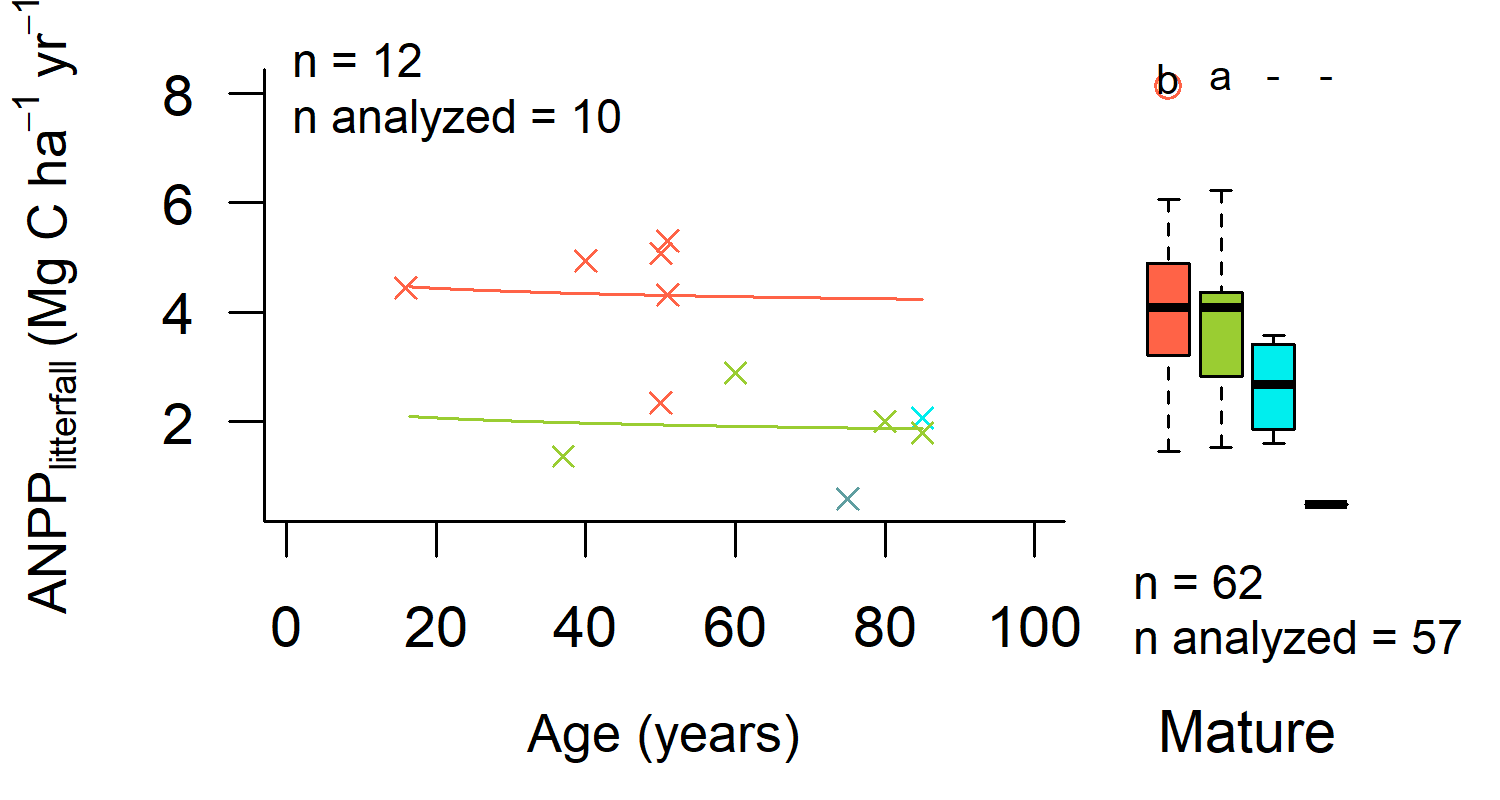 ANPPlitterfall (Mg C ha−1 yr−1)
n = 12
n analyzed = 10
8
6
4
2
0 20 40 60 80 100
Age (years)
b a - -
n = 62
n analyzed = 57
Mature